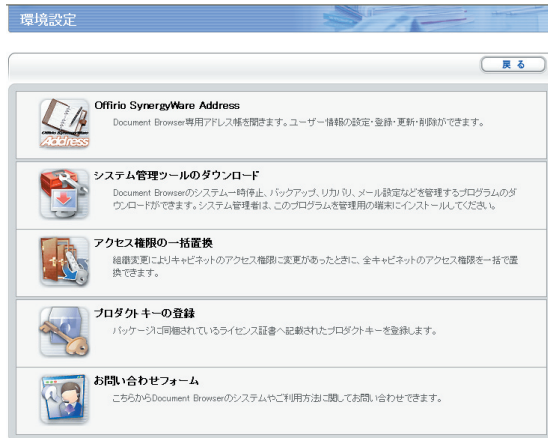 環境設定
戻る
Offirio SynergyWare Address
Document Browser専用アドレス帳を開きます。ユーザー情報の設定・登録・更新・削除ができます。
Offirio SynergyWare
Address
システム管理ツールのダウンロード
Document Browserのシステム一時停止、バックアップ、リカバリ、メール設定などを管理するプログラムのダ
ウンロードができます。システム管理者は、このプログラムを管理用の端末にインストールしてください。
アクセス権限の一括置換
組織変更によりキャビネットのアクセス権限に変更があったときに、全キャビネットのアクセス権限を一括で置
換できます。
プロダクトキーの登録
パッケージに同梱されているライセンス証書へ記載されたプロダクトキーを登録します。
お問い合わせフォーム
こちらからDocument Browserのシステムやご利用方法に関してお問い合わせできます。